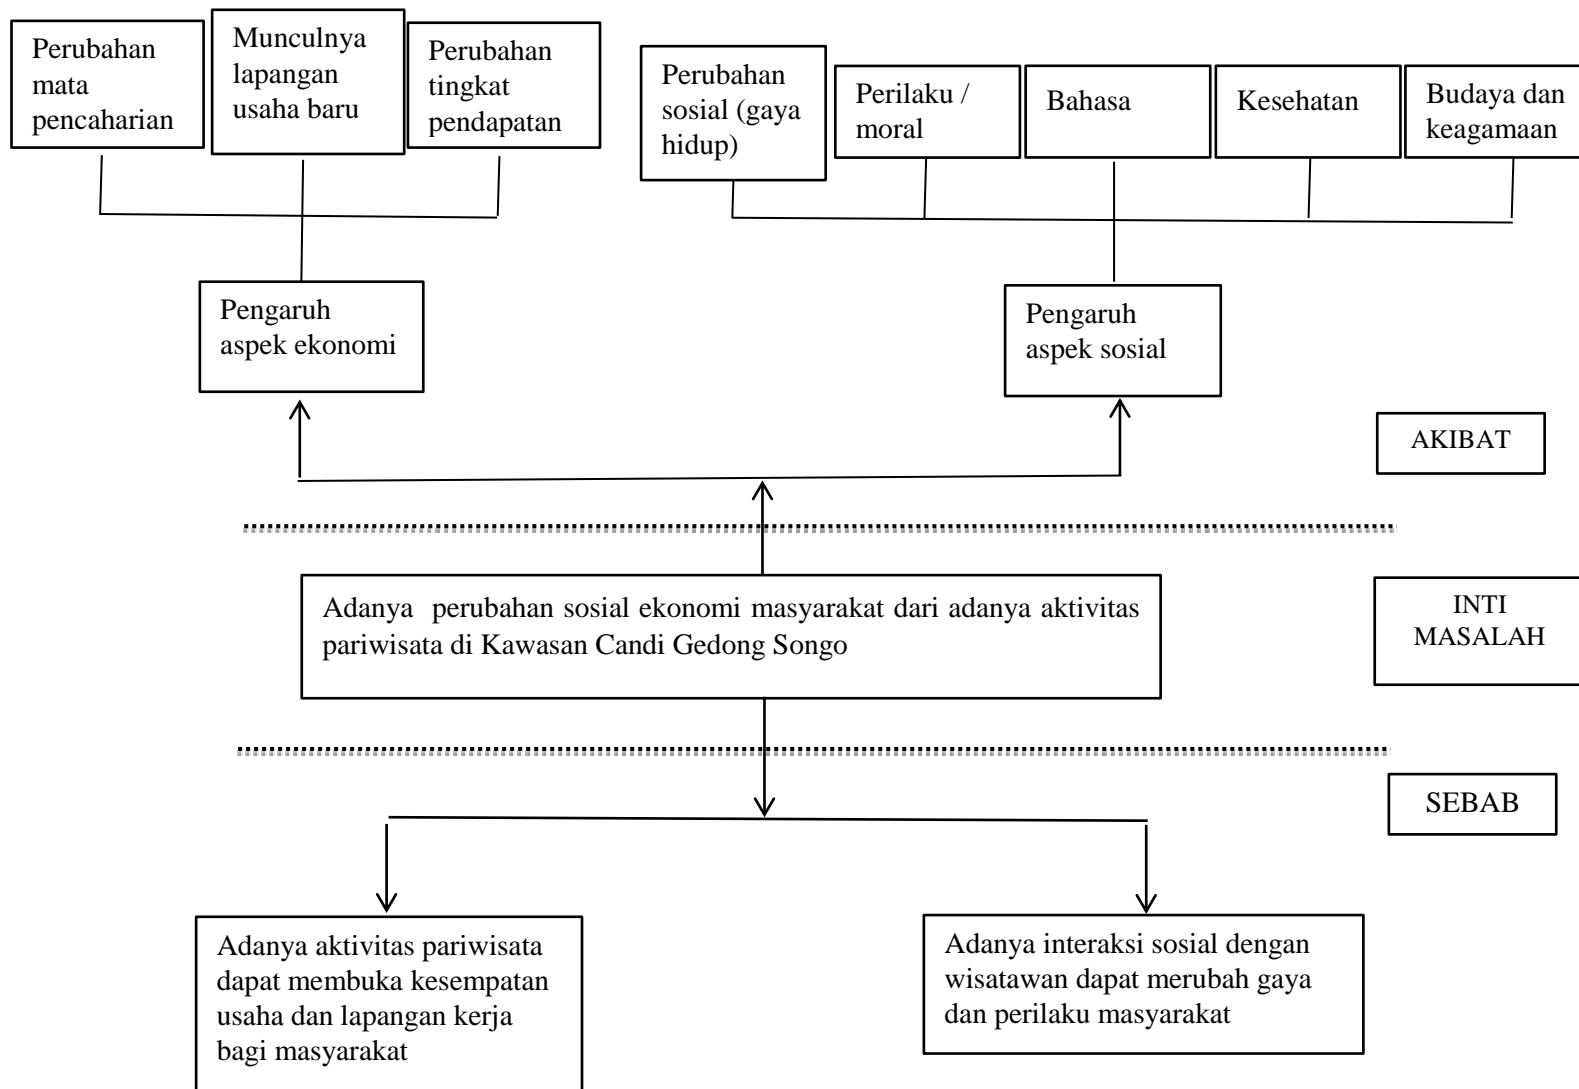 Perubahan
mata
pencaharian
Munculnya
lapangan
usaha baru
Perubahan
tingkat
pendapatan
Perubahan
sosial (gaya
hidup)
Perilaku /
moral
Bahasa
Kesehatan
Budaya dan
keagamaan
Pengaruh
aspek ekonomi
Pengaruh
aspek sosial
AKIBAT
Adanya perubahan sosial ekonomi masyarakat dari adanya aktivitas
pariwisata di Kawasan Candi Gedong Songo
INTI
MASALAH
SEBAB
Adanya aktivitas pariwisata
dapat membuka kesempatan
usaha dan lapangan kerja
bagi masyarakat
Adanya interaksi sosial dengan
wisatawan dapat merubah gaya
dan perilaku masyarakat